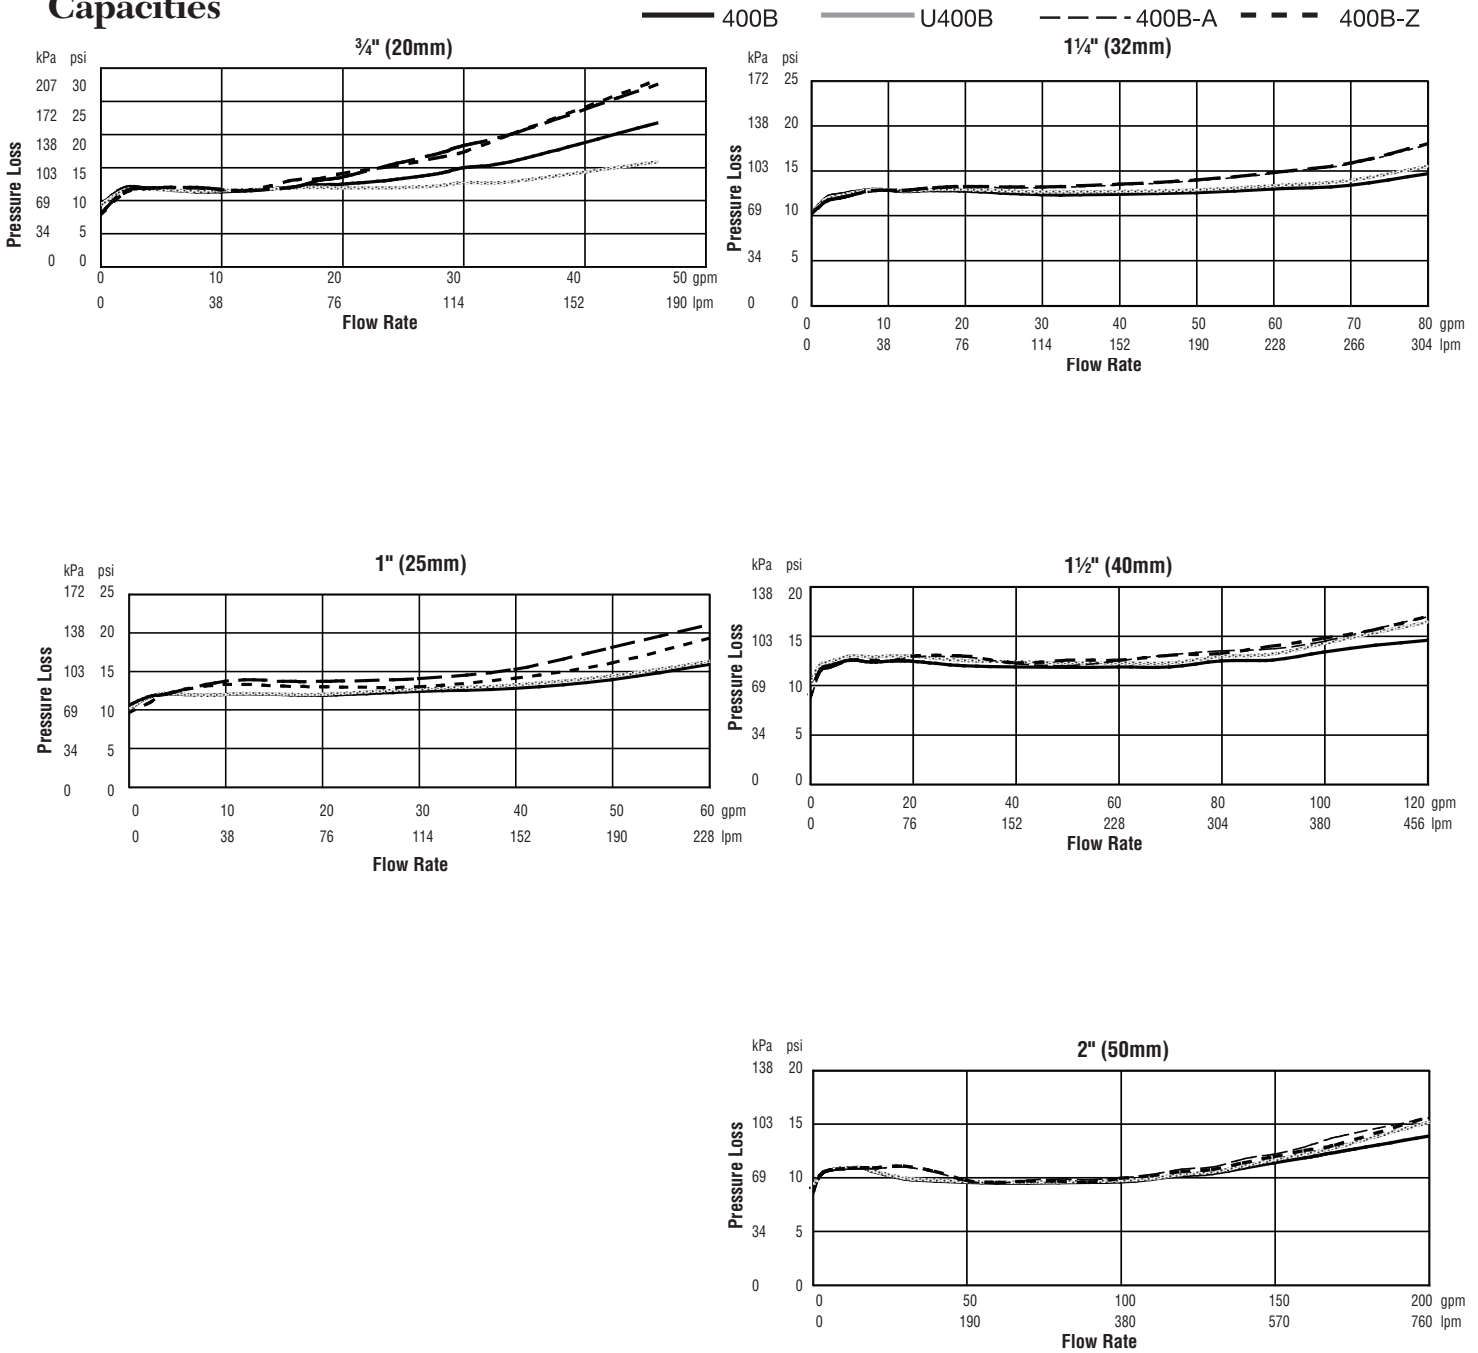 Capacities
400B U400B 400B-A 400B-Z
¾" (20mm)
kPa psi
207 30
172 25
138 20
103 15
69 10
34 5
0 0
Pressure Loss
0 10 20 30 40 50 gpm
0 38 76 114 152 190 lpm
Flow Rate
1¼" (32mm)
kPa psi
172 25
138 20
103 15
69 10
34 5
0 0
Pressure Loss
0 10 20 30 40 50 60 70 80 gpm
0 38 76 114 152 190 228 266 304 lpm
Flow Rate
1" (25mm)
kPa psi
172 25
138 20
103 15
69 10
34 5
0 0
Pressure Loss
0 10 20 30 40 50 60 gpm
0 38 76 114 152 190 228 lpm
Flow Rate
1½" (40mm)
kPa psi
138 20
103 15
69 10
34 5
0 0
Pressure Loss
0 20 40 60 80 100 120 gpm
0 76 152 228 304 380 456 lpm
Flow Rate
2" (50mm)
kPa psi
138 20
103 15
69 10
34 5
0 0
Pressure Loss
0 50 100 150 200 gpm
0 190 380 570 760 lpm
Flow Rate